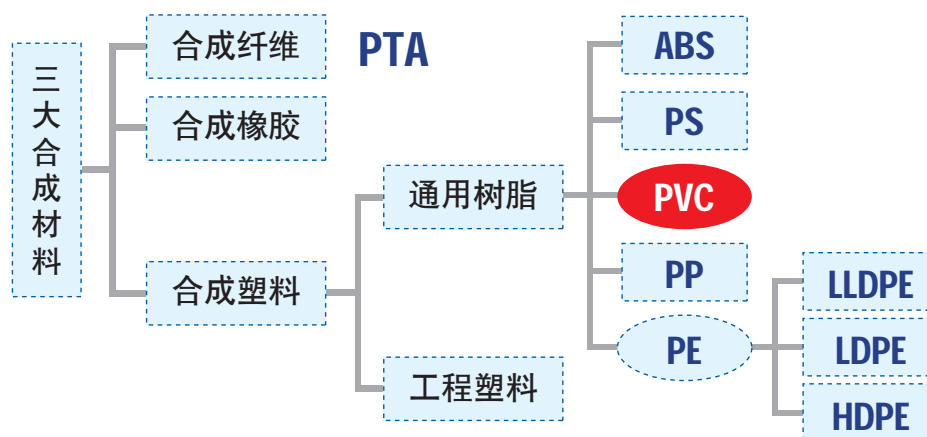 三大合成材料
合成纤维
PTA
合成橡胶
合成塑料
通用树脂
工程塑料
ABS
PS
PVC
PP
PE
LLDPE
LDPE
HDPE